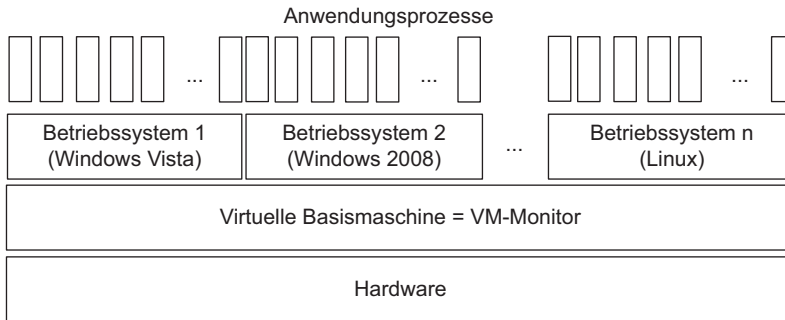 Anwendungsprozesse
... ... ...
Betriebssystem 1
(Windows Vista)
Betriebssystem 2
(Windows 2008)
...
Betriebssystem n
(Linux)
Virtuelle Basismaschine = VM-Monitor
Hardware